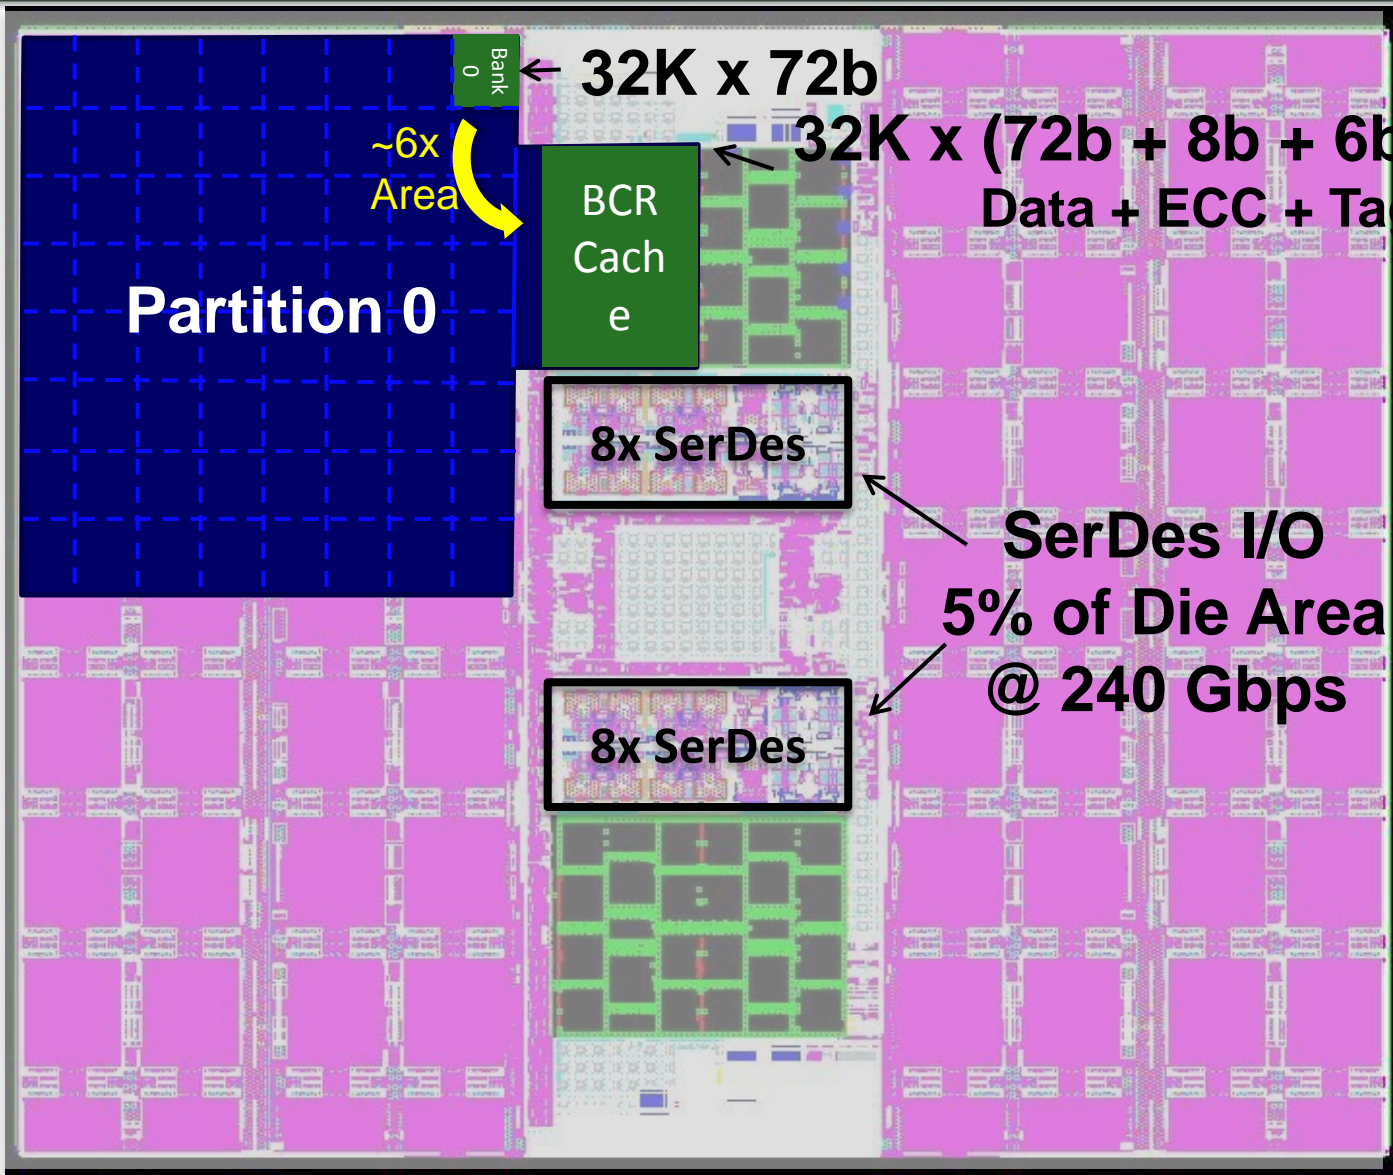 Bank
0
32K x 72b
32K x (72b + 8b + 6b
Data + ECC + Ta
~6x
Area
BCR
Cach
e
Partition 0
8x SerDes
SerDes I/O
5% of Die Area
@ 240 Gbps
8x SerDes